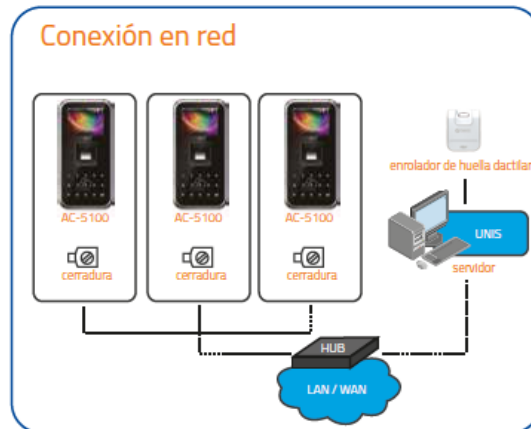 Conexión en red
AC-5100
AC-5100
AC-5100
cerradura
cerradura
cerradura
enrolador de huella dactilar
UNIS
servidor
HUB
LAN / WAN